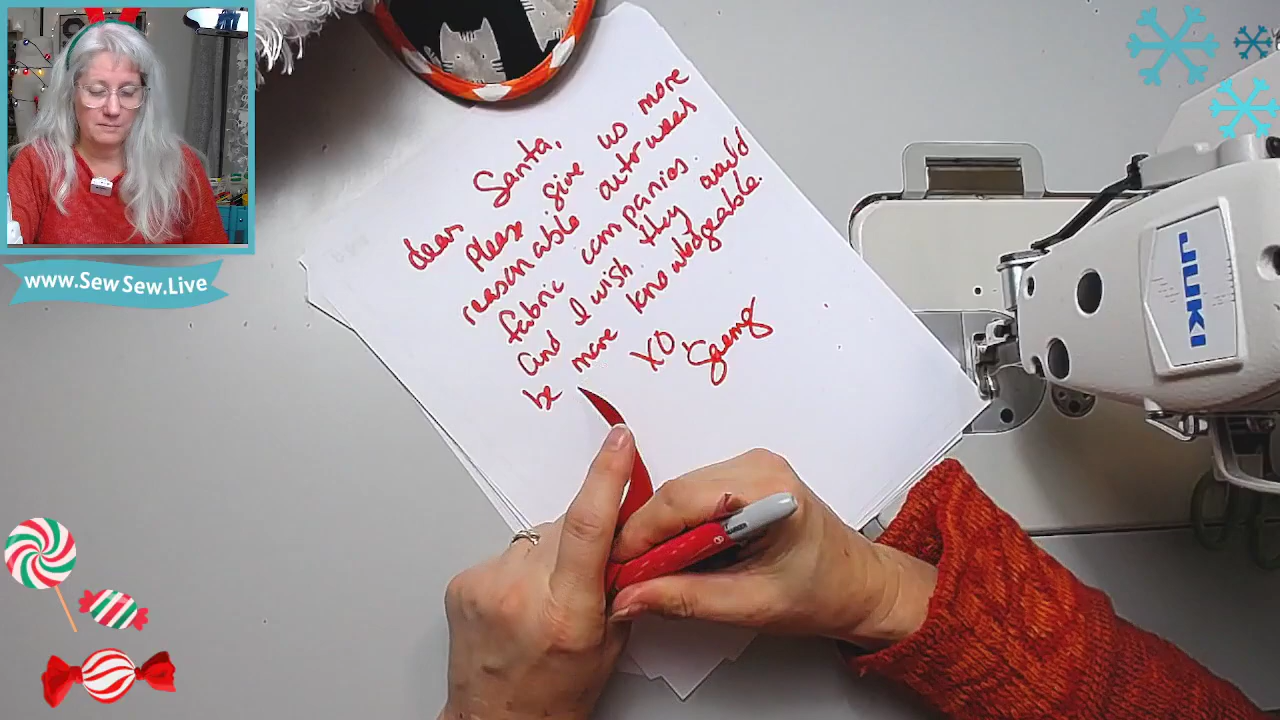 dear Santa,
Please give us more
reasonable outerwear
fabric companies.
and I wish they would
be more knowledgeable.
XO
www.SewSew.Live
JUKI